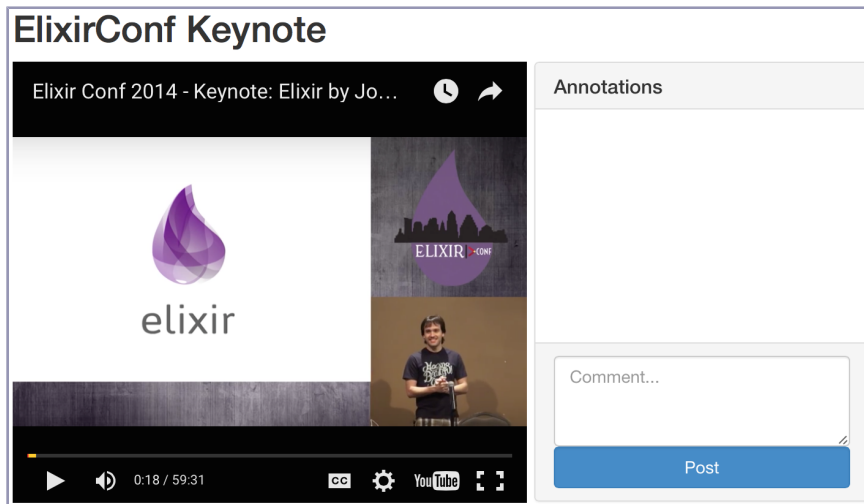 ElixirConf Keynote
Elixir Conf 2014 - Keynote: Elixir by Jo...
Annotations
elixir
ELIXIR
CONF
Comment...
Post
0:18 / 59:31
CC
YouTube